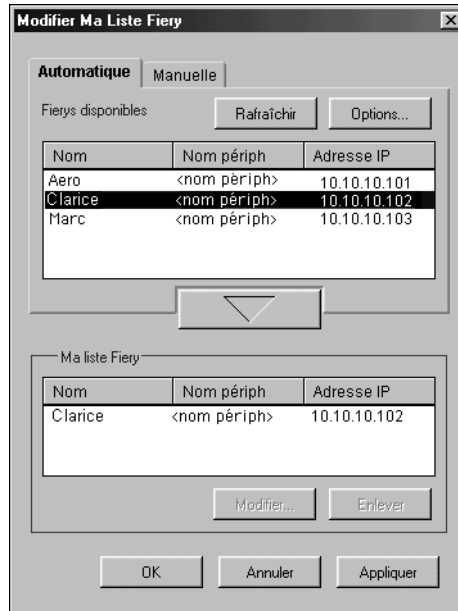 Modifier Ma Liste Fiery
Automatique Manuelle
Fierys disponibles Rafraîchir Options...
Nom Nom périph Adresse IP
Aero <nom périph> 10.10.10.101
Clarice <nom périph> 10.10.10.102
Marc <nom périph> 10.10.10.103
Ma liste Fiery
Nom Nom périph Adresse IP
Clarice <nom périph> 10.10.10.102
Modifier... Enlever
OK Annuler Appliquer